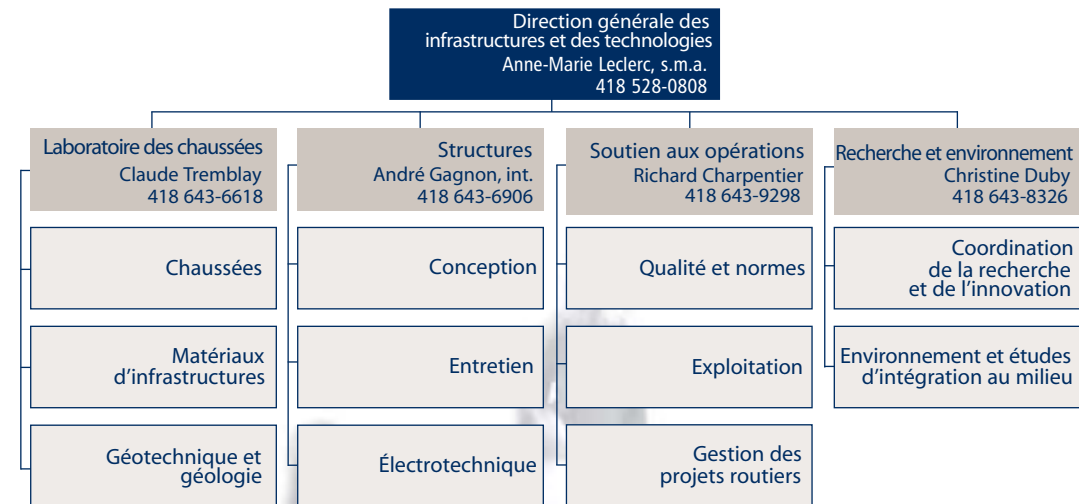 Direction générale des
infrastructures et des technologies
Anne-Marie Leclerc, s.m.a.
418 528-0808
Laboratoire des chaussées
Claude Tremblay
418 643-6618
Chaussées
Matériaux
d'infrastructures
Géotechnique et
géologie
Structures
André Gagnon, int.
418 643-6906
Conception
Entretien
Électrotechnique
Soutien aux opérations
Richard Charpentier
418 643-9298
Qualité et normes
Exploitation
Gestion des
projets routiers
Recherche et environnement
Christine Duby
418 643-8326
Coordination
de la recherche
et de l'innovation
Environnement et études
d'intégration au milieu